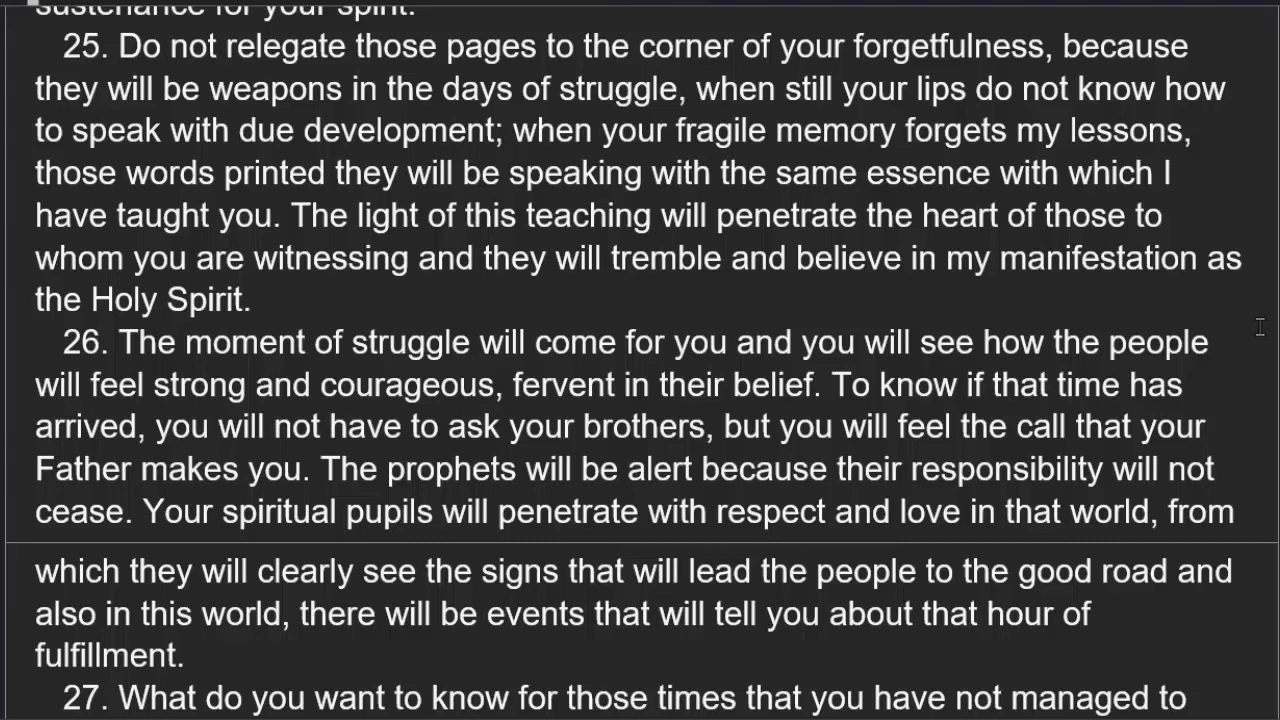 sustenance for your spirit.
25. Do not relegate those pages to the corner of your forgetfulness, because
they will be weapons in the days of struggle, when still your lips do not know how
to speak with due development; when your fragile memory forgets my lessons,
those words printed they will be speaking with the same essence with which I
have taught you. The light of this teaching will penetrate the heart of those to
whom you are witnessing and they will tremble and believe in my manifestation as
the Holy Spirit.
26. The moment of struggle will come for you and you will see how the people
will feel strong and courageous, fervent in their belief. To know if that time has
arrived, you will not have to ask your brothers, but you will feel the call that your
Father makes you. The prophets will be alert because their responsibility will not
cease. Your spiritual pupils will penetrate with respect and love in that world, from
which they will clearly see the signs that will lead the people to the good road and
also in this world, there will be events that will tell you about that hour of
fulfillment.
27. What do you want to know for those times that you have not managed to